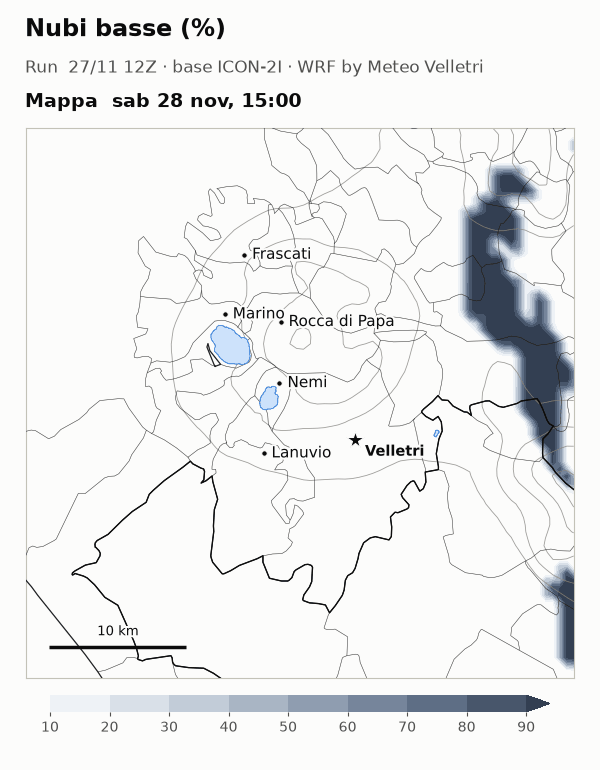 Nubi basse (%)
Run  27/11 12Z · base ICON-2I · WRF by Meteo Velletri
Mappa  sab 28 nov, 15:00
Frascati
Marino
Rocca di Papa
Nemi
Velletri
Lanuvio
10 km
10 20 30 40 50 60 70 80 90